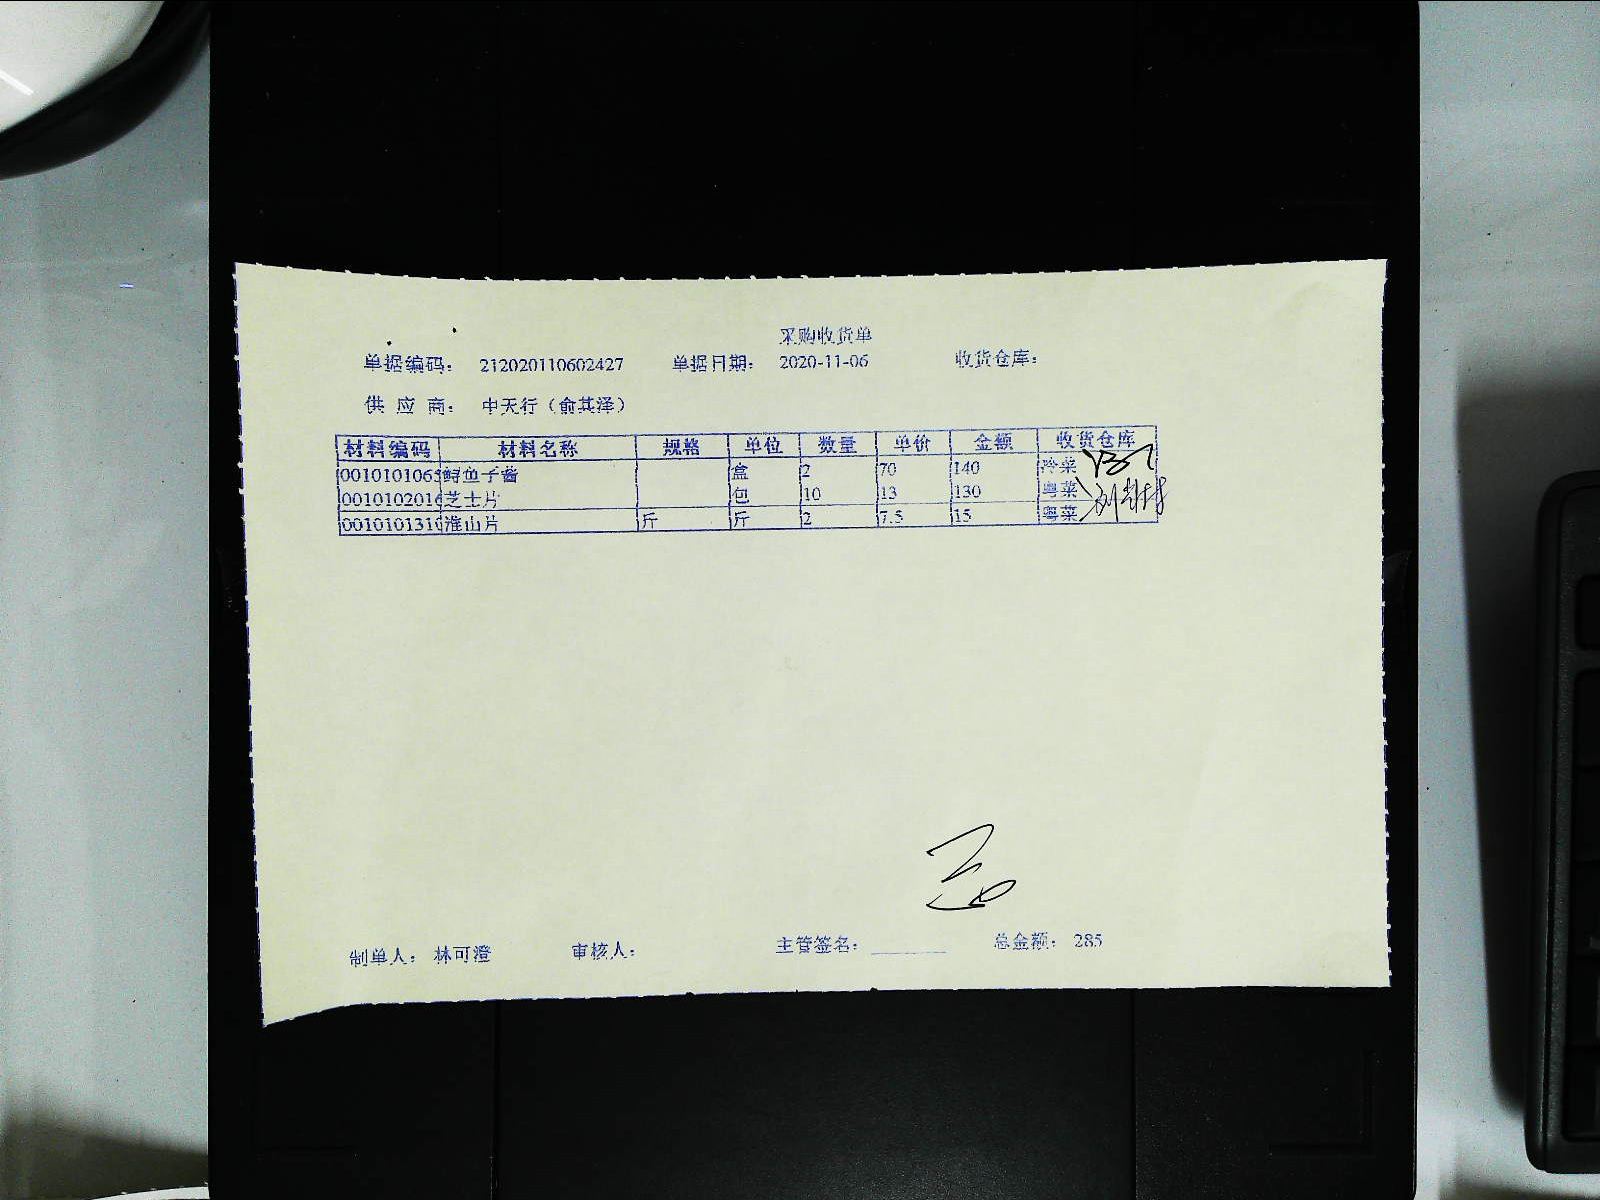 采购收货单
单据编码： 212020110602427 单据日期： 2020-11-06 收货仓库：
供 应 商： 中天行（俞其泽）
材料编码 材料名称 规格 单位 数量 单价 金额 收货仓库
0010101065 鲟鱼子酱 盒 2 70 140 冷菜
0010102016 芝士片 包 10 13 130 粤菜
0010101310 淮山片 斤 斤 2 7.5 15 粤菜
制单人： 林可澄 审核人： 主管签名： 总金额： 285